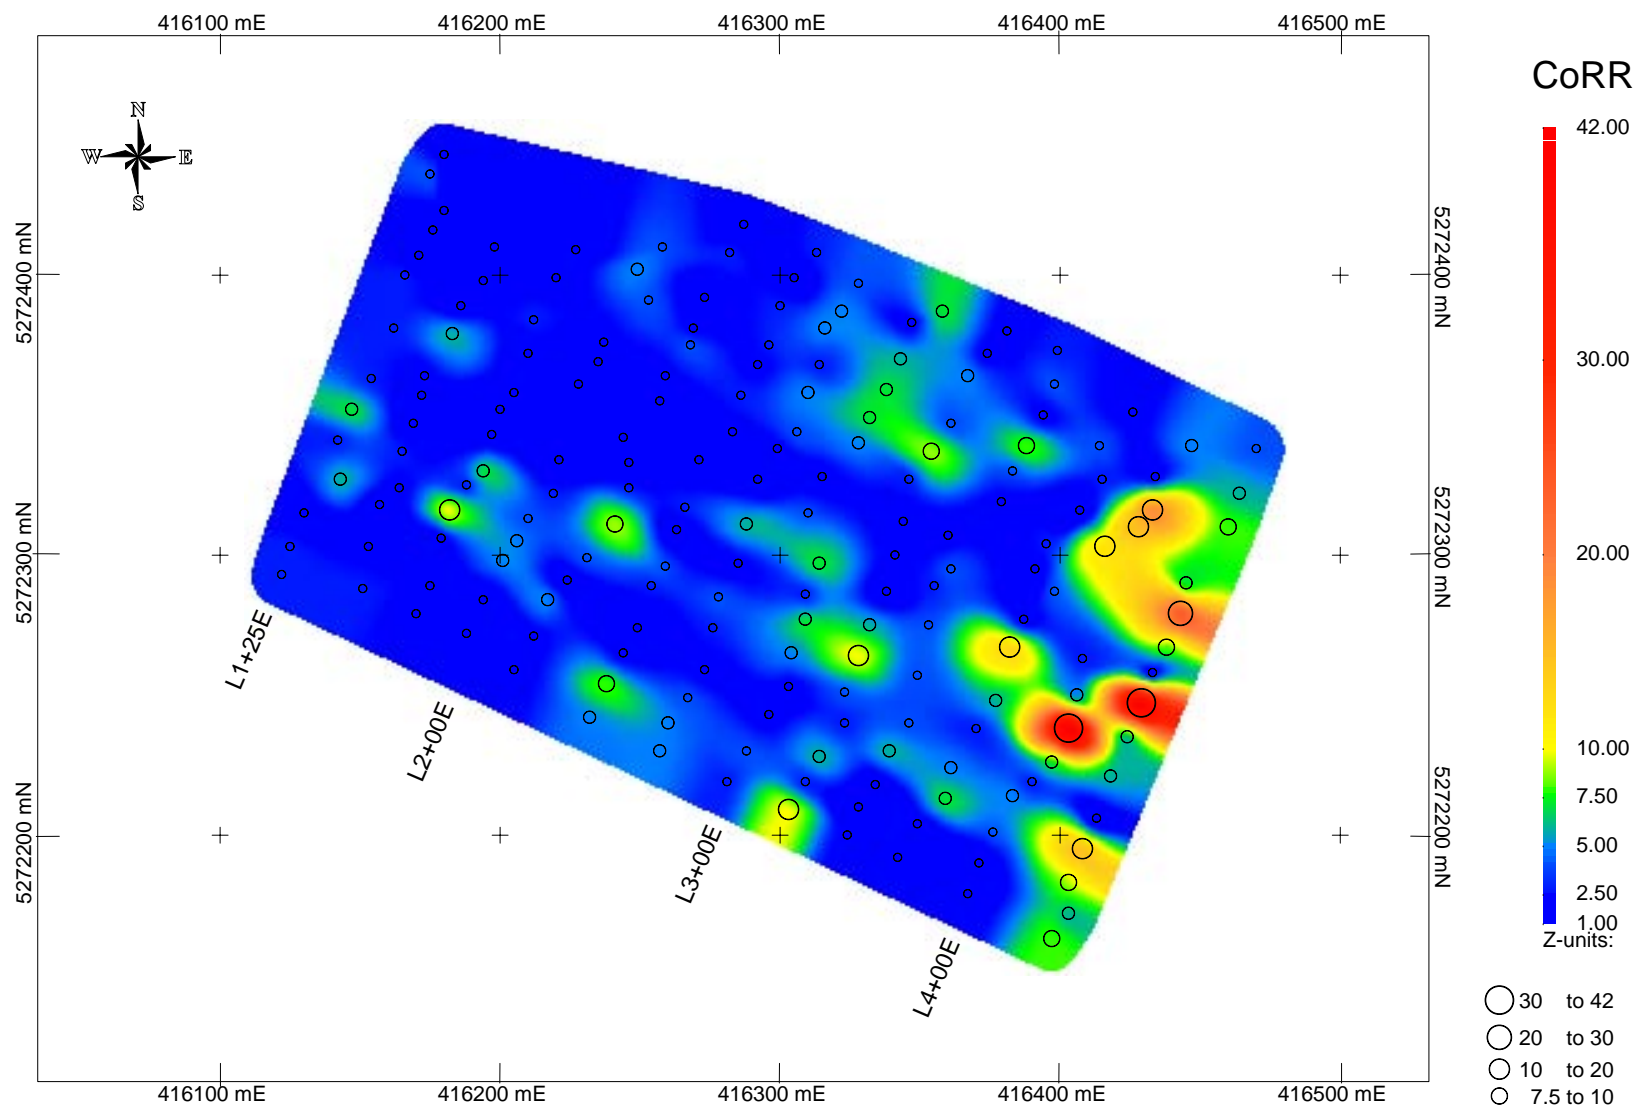 416100 mE 416200 mE 416300 mE 416400 mE 416500 mE
CoRR
N
W E
S
42.00
30.00
20.00
10.00
7.50
5.00
2.50
1.00
Z-units:
30 to 42
20 to 30
10 to 20
7.5 to 10
5272400 mN
5272300 mN
5272200 mN
5272400 mN
5272300 mN
5272200 mN
L1+25E
L2+00E
L3+00E
L4+00E
416100 mE 416200 mE 416300 mE 416400 mE 416500 mE